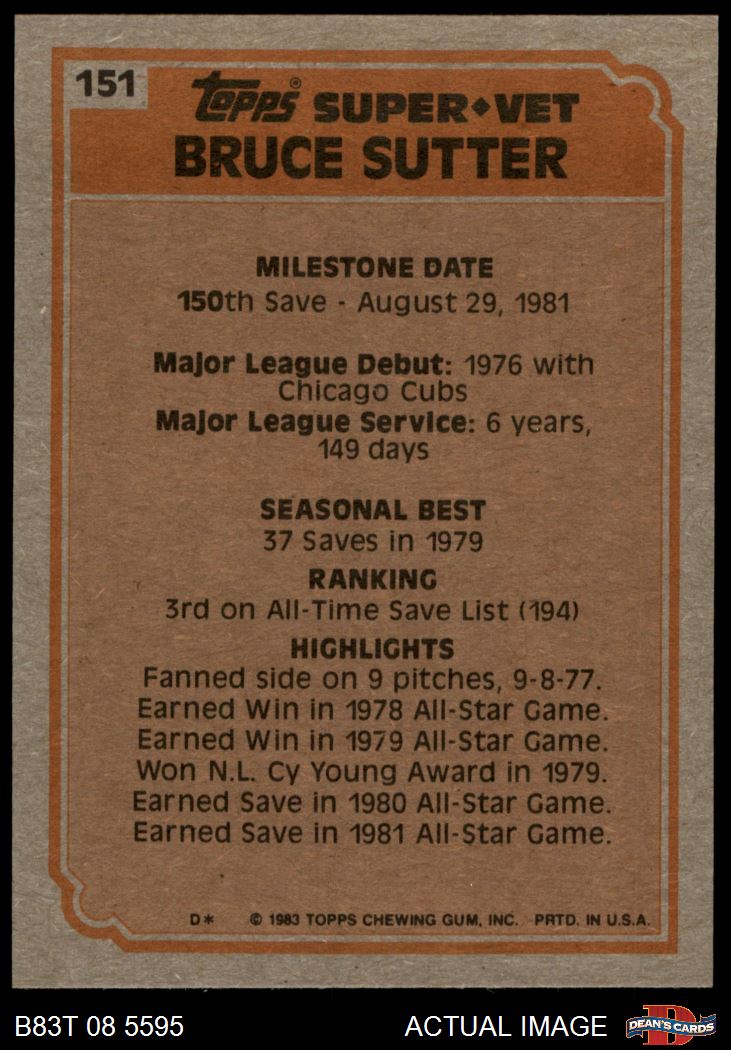 151
topps® SUPER◆VET
BRUCE SUTTER
MILESTONE DATE
150th Save - August 29, 1981
Major League Debut: 1976 with
Chicago Cubs
Major League Service: 6 years,
149 days
SEASONAL BEST
37 Saves in 1979
RANKING
3rd on All-Time Save List (194)
HIGHLIGHTS
Fanned side on 9 pitches, 9-8-77.
Earned Win in 1978 All-Star Game.
Earned Win in 1979 All-Star Game.
Won N.L. Cy Young Award in 1979.
Earned Save in 1980 All-Star Game.
Earned Save in 1981 All-Star Game.
D* © 1983 TOPPS CHEWING GUM, INC. PRTD. IN U.S.A.
B83T 08 5595 ACTUAL IMAGE D DEAN'S CARDS